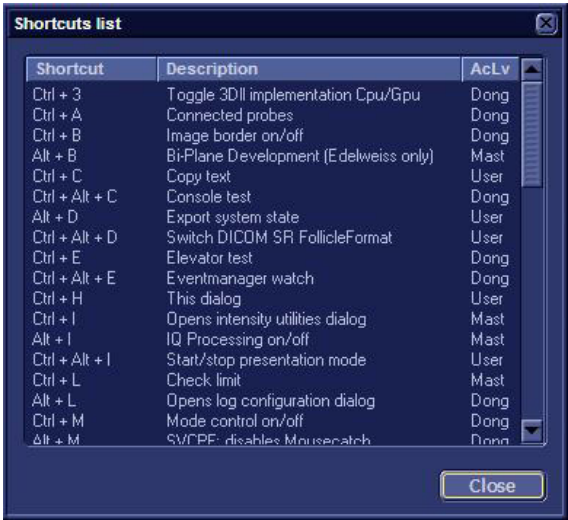 Shortcuts list
Shortcut Description AcLv
Ctrl + 3 Toggle 3DII implementation Cpu/Gpu Dong
Ctrl + A Connected probes Dong
Ctrl + B Image border on/off Dong
Alt + B Bi-Plane Development (Edelweiss only) Mast
Ctrl + C Copy text User
Ctrl + Alt + C Console test Dong
Alt + D Export system state User
Ctrl + Alt + D Switch DICOM SR FollicleFormat User
Ctrl + E Elevator test Dong
Ctrl + Alt + E Eventmanager watch Dong
Ctrl + H This dialog User
Ctrl + I Opens intensity utilities dialog Mast
Alt + I IQ Processing on/off Mast
Ctrl + Alt + I Start/stop presentation mode User
Ctrl + L Check limit Mast
Alt + L Opens log configuration dialog Dong
Ctrl + M Mode control on/off Dong
Alt + M SVCPE: disables Mousecatch Dong
Close